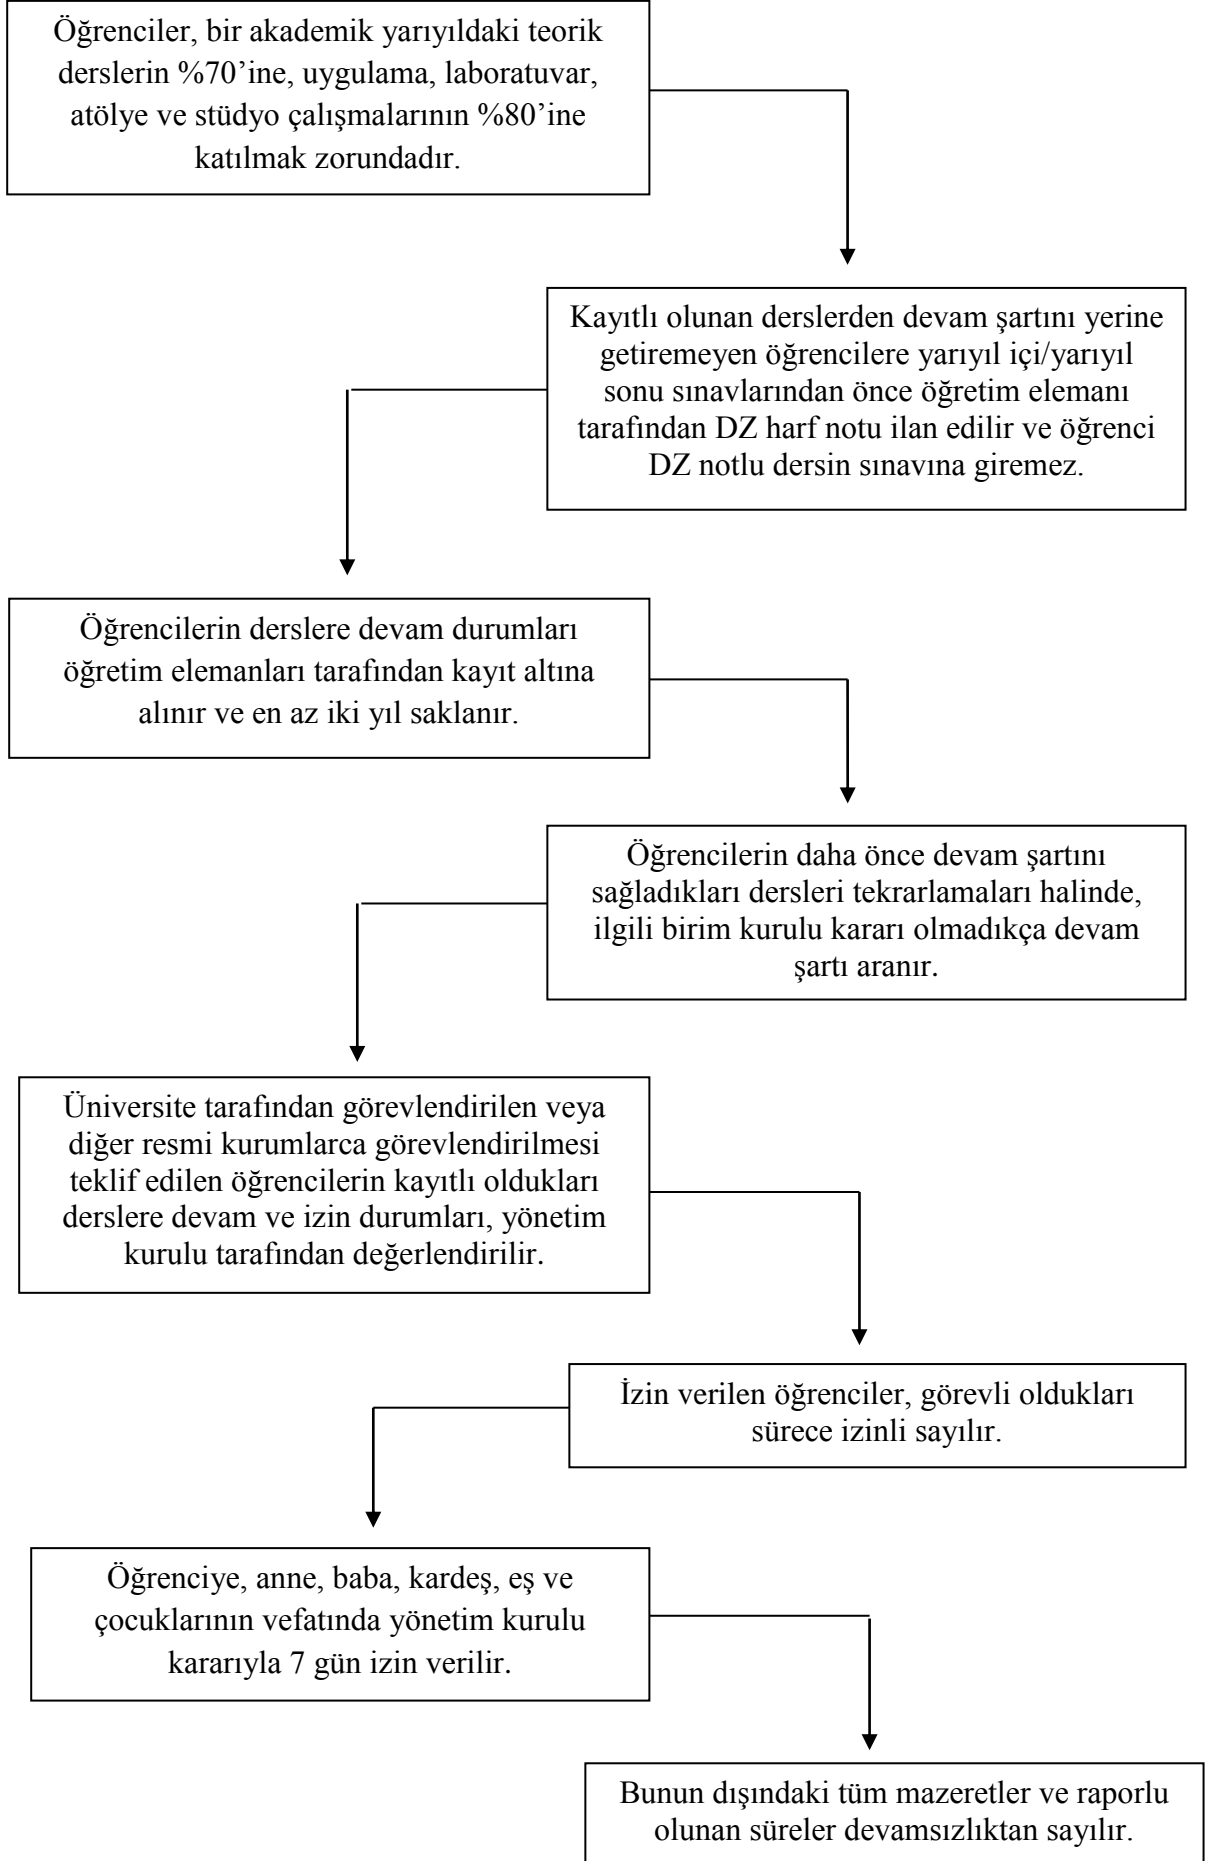 Öğrenciler, bir akademik yarıyıldaki teorik
derslerin %70’ine, uygulama, laboratuvar,
atölye ve stüdyo çalışmalarının %80’ine
katılmak zorundadır.
Kayıtlı olunan derslerden devam şartını yerine
getiremeyen öğrencilere yarıyıl içi/yarıyıl
sonu sınavlarından önce öğretim elemanı
tarafından DZ harf notu ilan edilir ve öğrenci
DZ notlu dersin sınavına giremez.
Öğrencilerin derslere devam durumları
öğretim elemanları tarafından kayıt altına
alınır ve en az iki yıl saklanır.
Öğrencilerin daha önce devam şartını
sağladıkları dersleri tekrarlamaları halinde,
ilgili birim kurulu kararı olmadıkça devam
şartı aranır.
Üniversite tarafından görevlendirilen veya
diğer resmi kurumlarca görevlendirilmesi
teklif edilen öğrencilerin kayıtlı oldukları
derslere devam ve izin durumları, yönetim
kurulu tarafından değerlendirilir.
İzin verilen öğrenciler, görevli oldukları
sürece izinli sayılır.
Öğrenciye, anne, baba, kardeş, eş ve
çocuklarının vefatında yönetim kurulu
kararıyla 7 gün izin verilir.
Bunun dışındaki tüm mazeretler ve raporlu
olunan süreler devamsızlıktan sayılır.